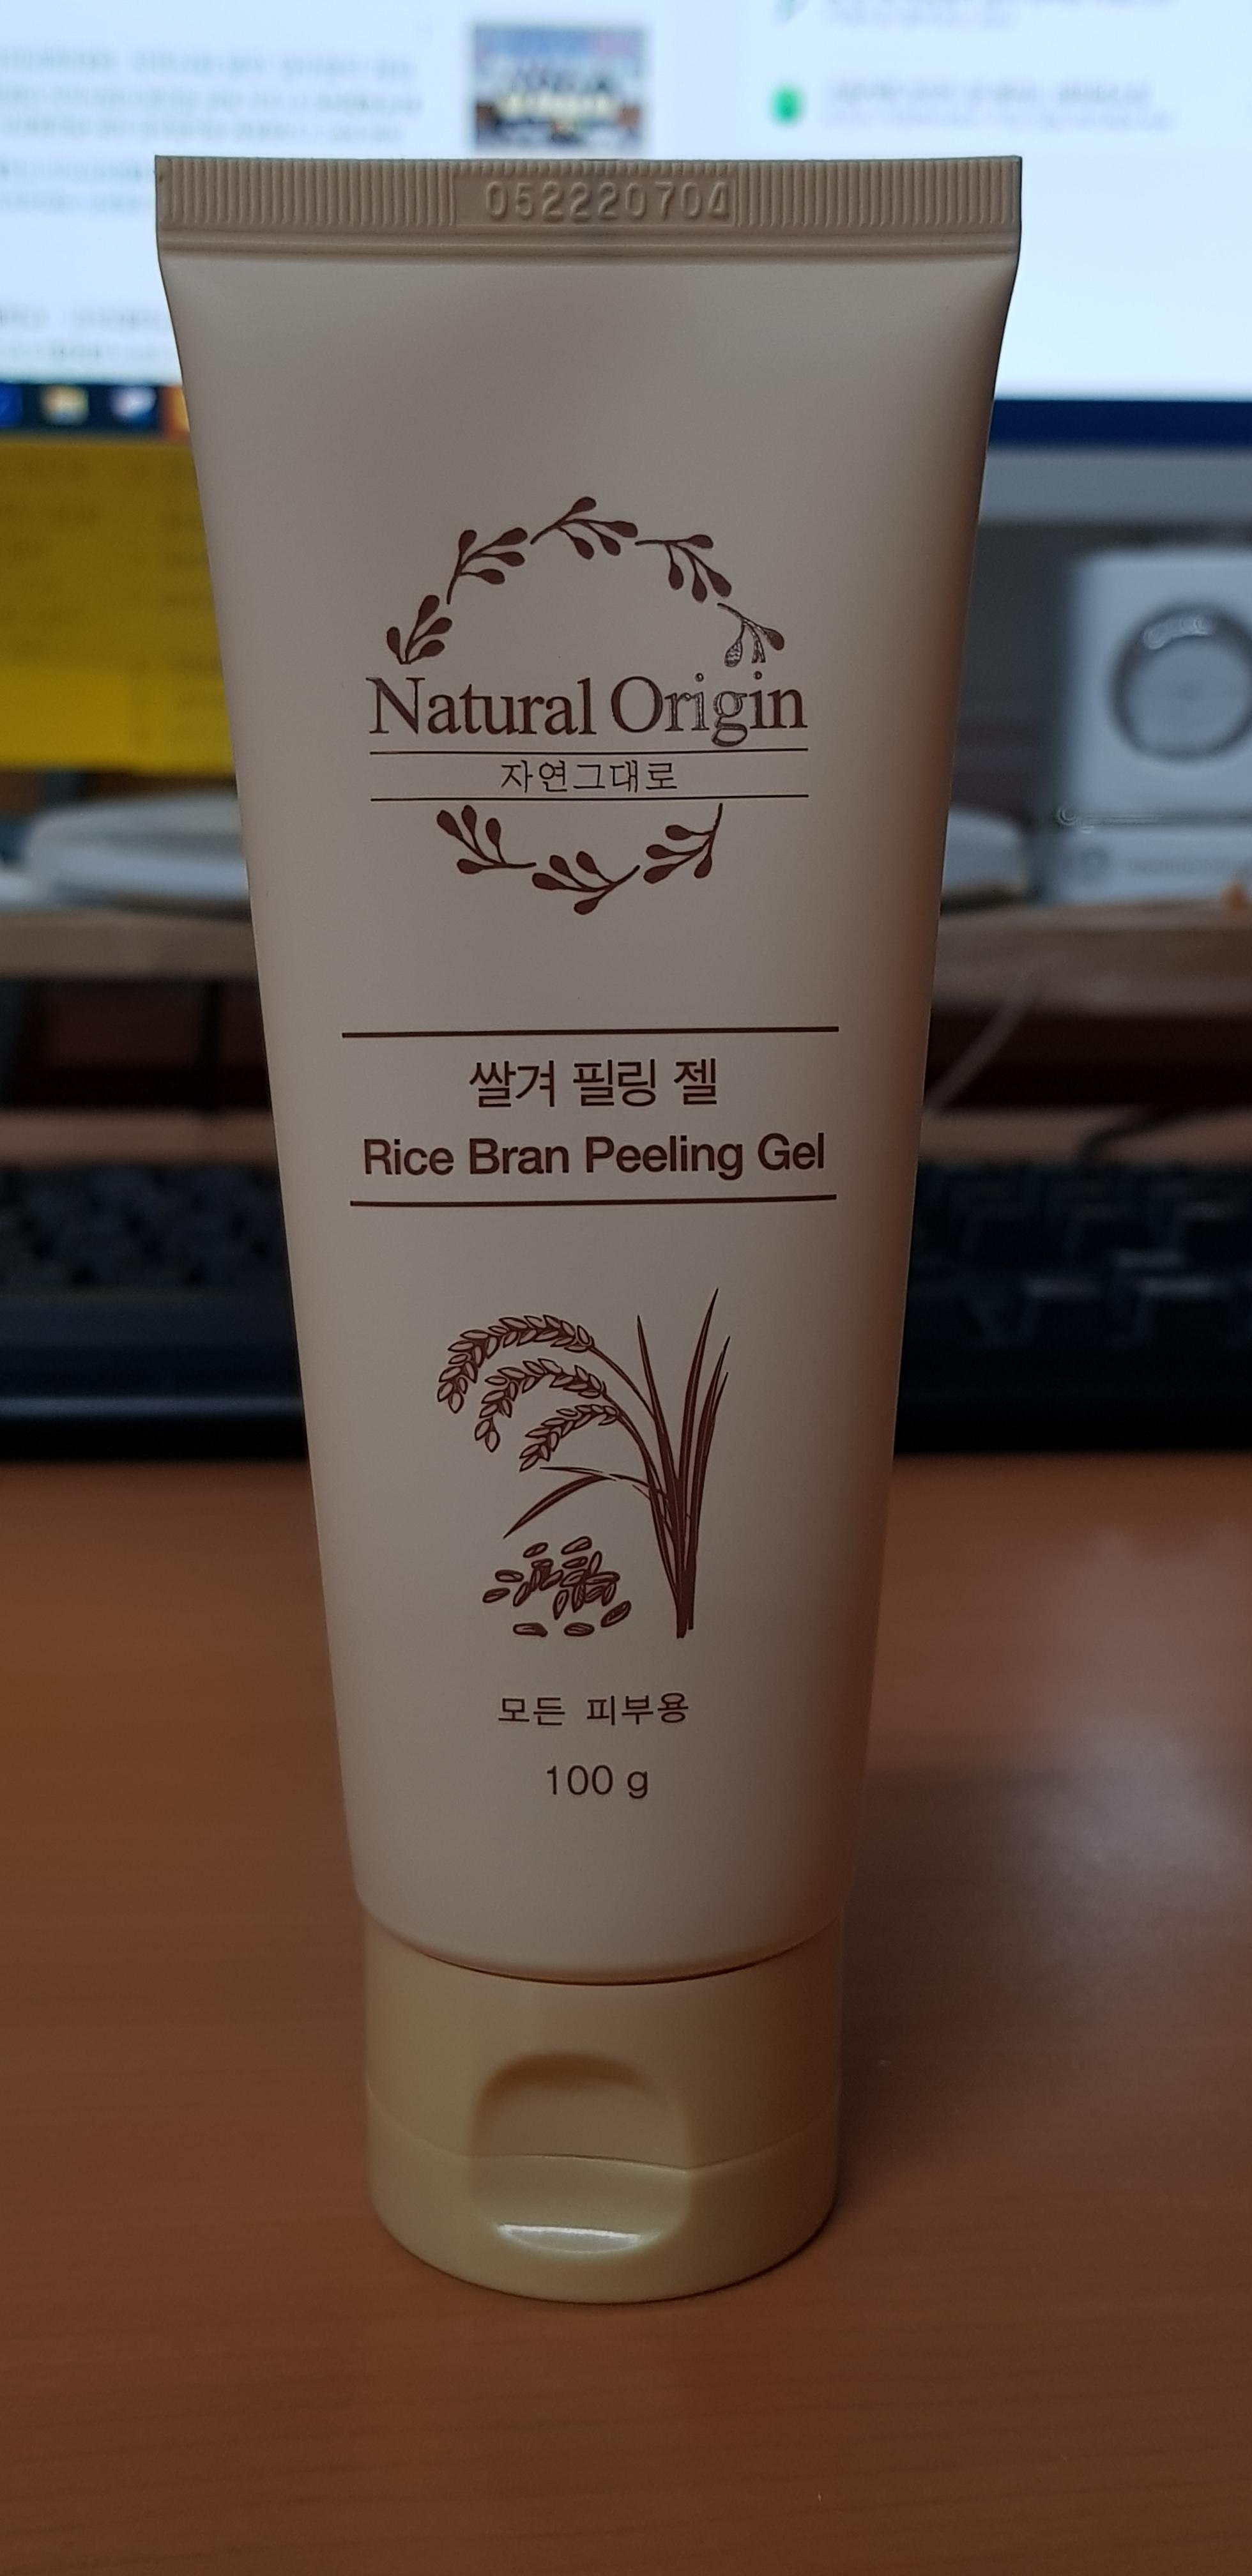 052220704
Natural Origin
자연그대로
쌀겨 필링 젤
Rice Bran Peeling Gel
모든 피부용
100 g